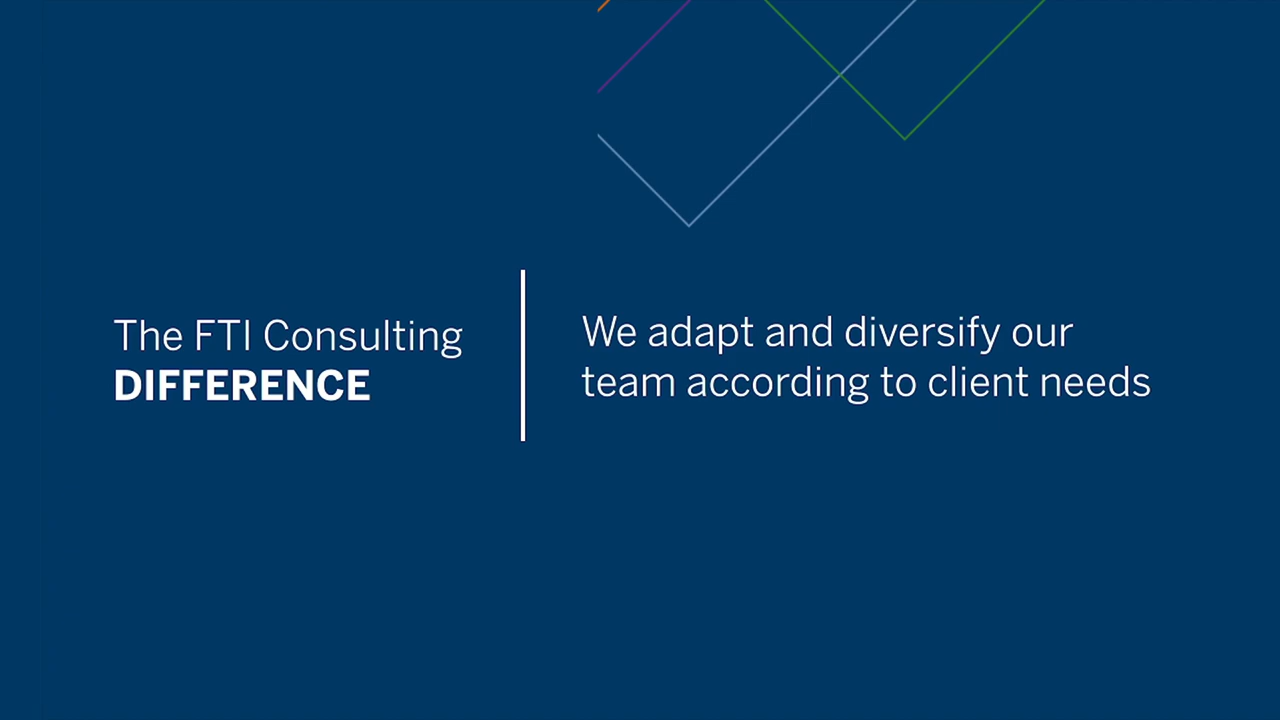 The FTI Consulting
DIFFERENCE
We adapt and diversify our
team according to client needs